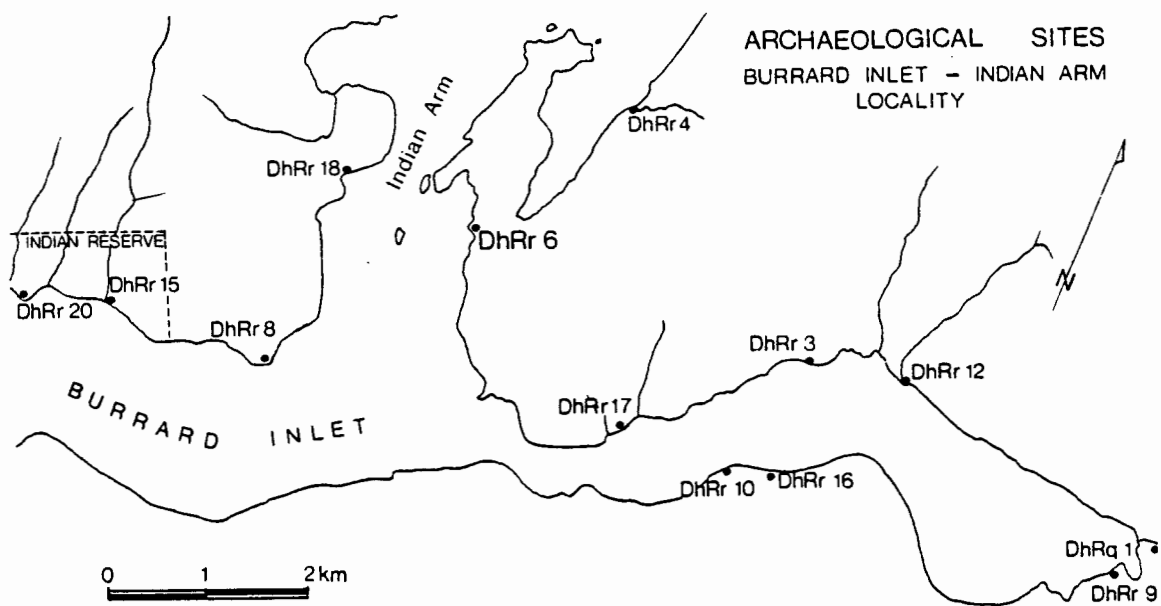 ARCHAEOLOGICAL SITES
BURRARD INLET – INDIAN ARM
LOCALITY
Indian Arm
DhRr 4
DhRr 18
DhRr 6
INDIAN RESERVE
DhRr 15
DhRr 20
DhRr 8
N
DhRr 3
DhRr 12
DhRr 17
BURRARD INLET
DhRr 10
DhRr 16
DhRq 1
DhRr 9
0 1 2 km